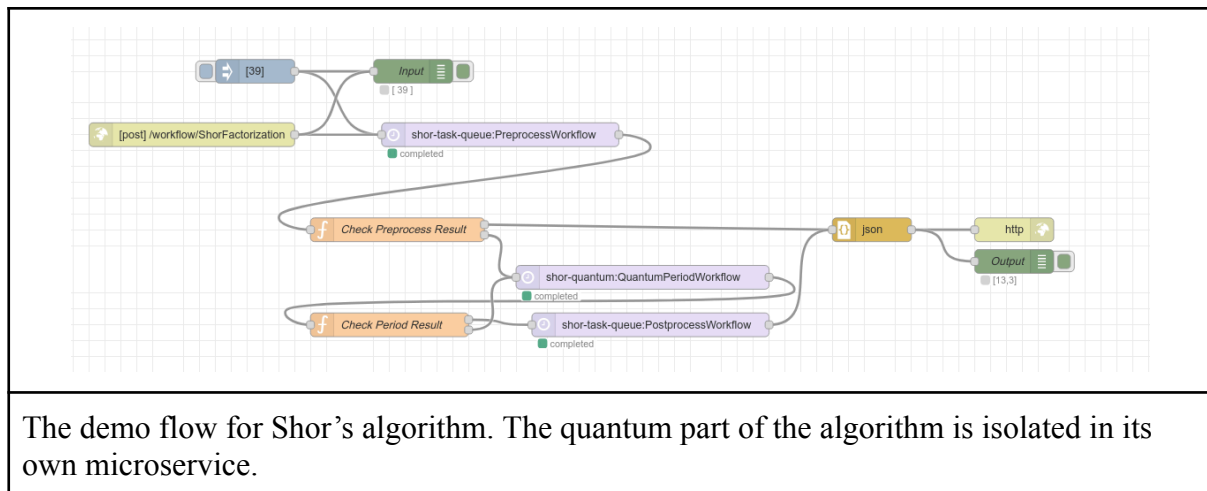 [39]
Input
[ 39 ]
[post] /workflow/ShorFactorization
shor-task-queue:PreprocessWorkflow
completed
Check Preprocess Result
json
http
Output
[13,3]
shor-quantum:QuantumPeriodWorkflow
completed
Check Period Result
shor-task-queue:PostprocessWorkflow
completed
The demo flow for Shor’s algorithm. The quantum part of the algorithm is isolated in its
own microservice.